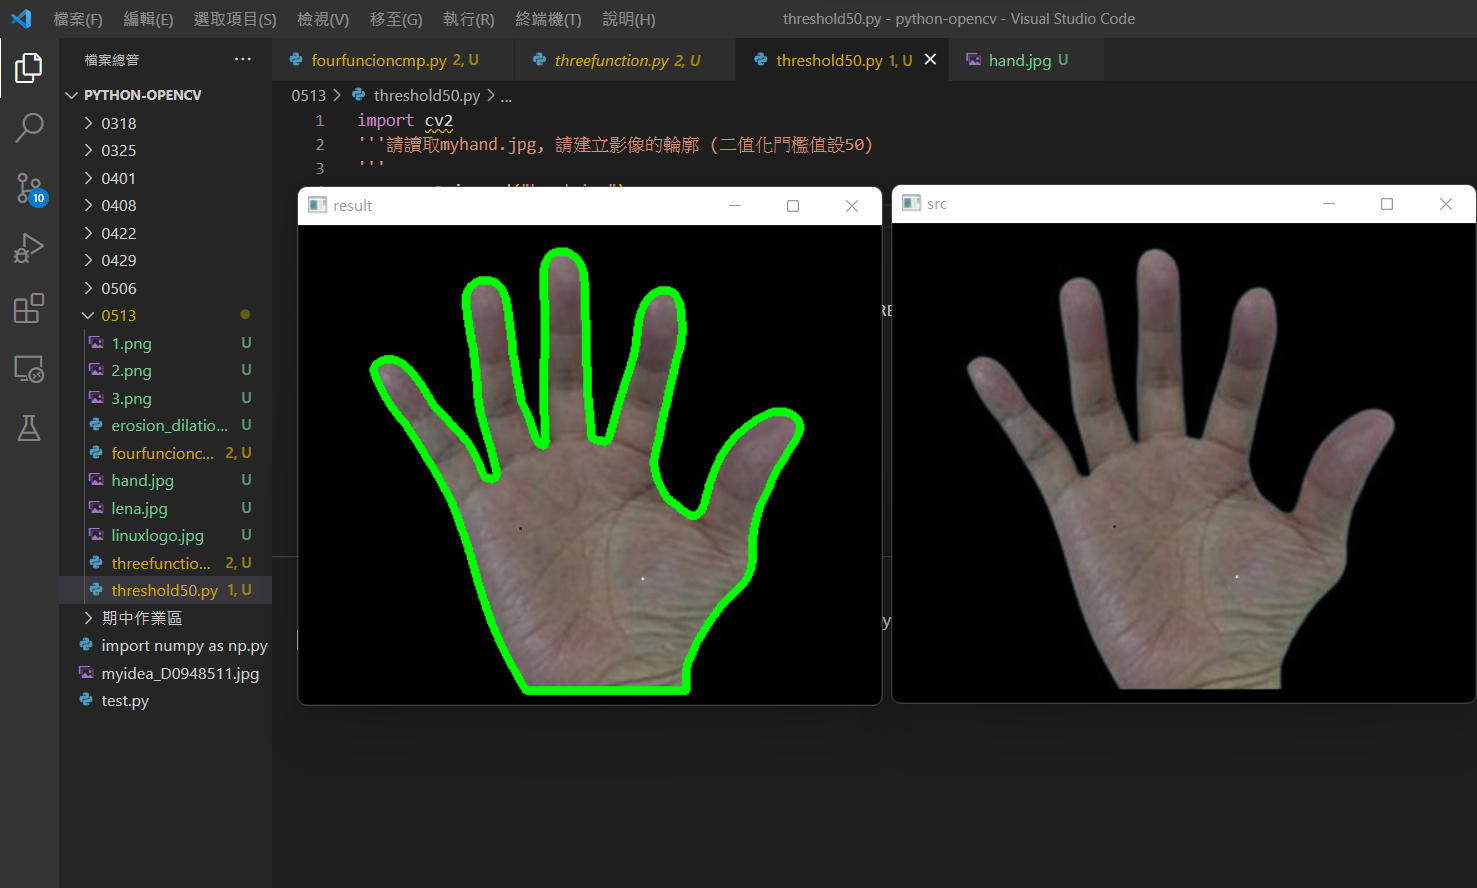 檔案(F) 編輯(E) 選取項目(S) 檢視(V) 移至(G) 執行(R) 終端機(T) 說明(H) threshold50.py - python-opencv - Visual Studio Code
檔案總管 ...
fourfuncioncmp.py 2, U threefunction.py 2, U threshold50.py 1, U hand.jpg U
PYTHON-OPENCV
0513 > threshold50.py > ...
1 import cv2
2 '''請讀取myhand.jpg, 請建立影像的輪廓 (二值化門檻值設50)
3 '''
0318
0325
0401
0408
0422
0429
0506
0513
1.png U
2.png U
3.png U
erosion_dilatio... U
fourfuncionc... 2, U
hand.jpg U
lena.jpg U
linuxlogo.jpg U
threefunctio... 2, U
threshold50.py 1, U
期中作業區
import numpy as np.py
myidea_D0948511.jpg
test.py
10
result
src
RE
y